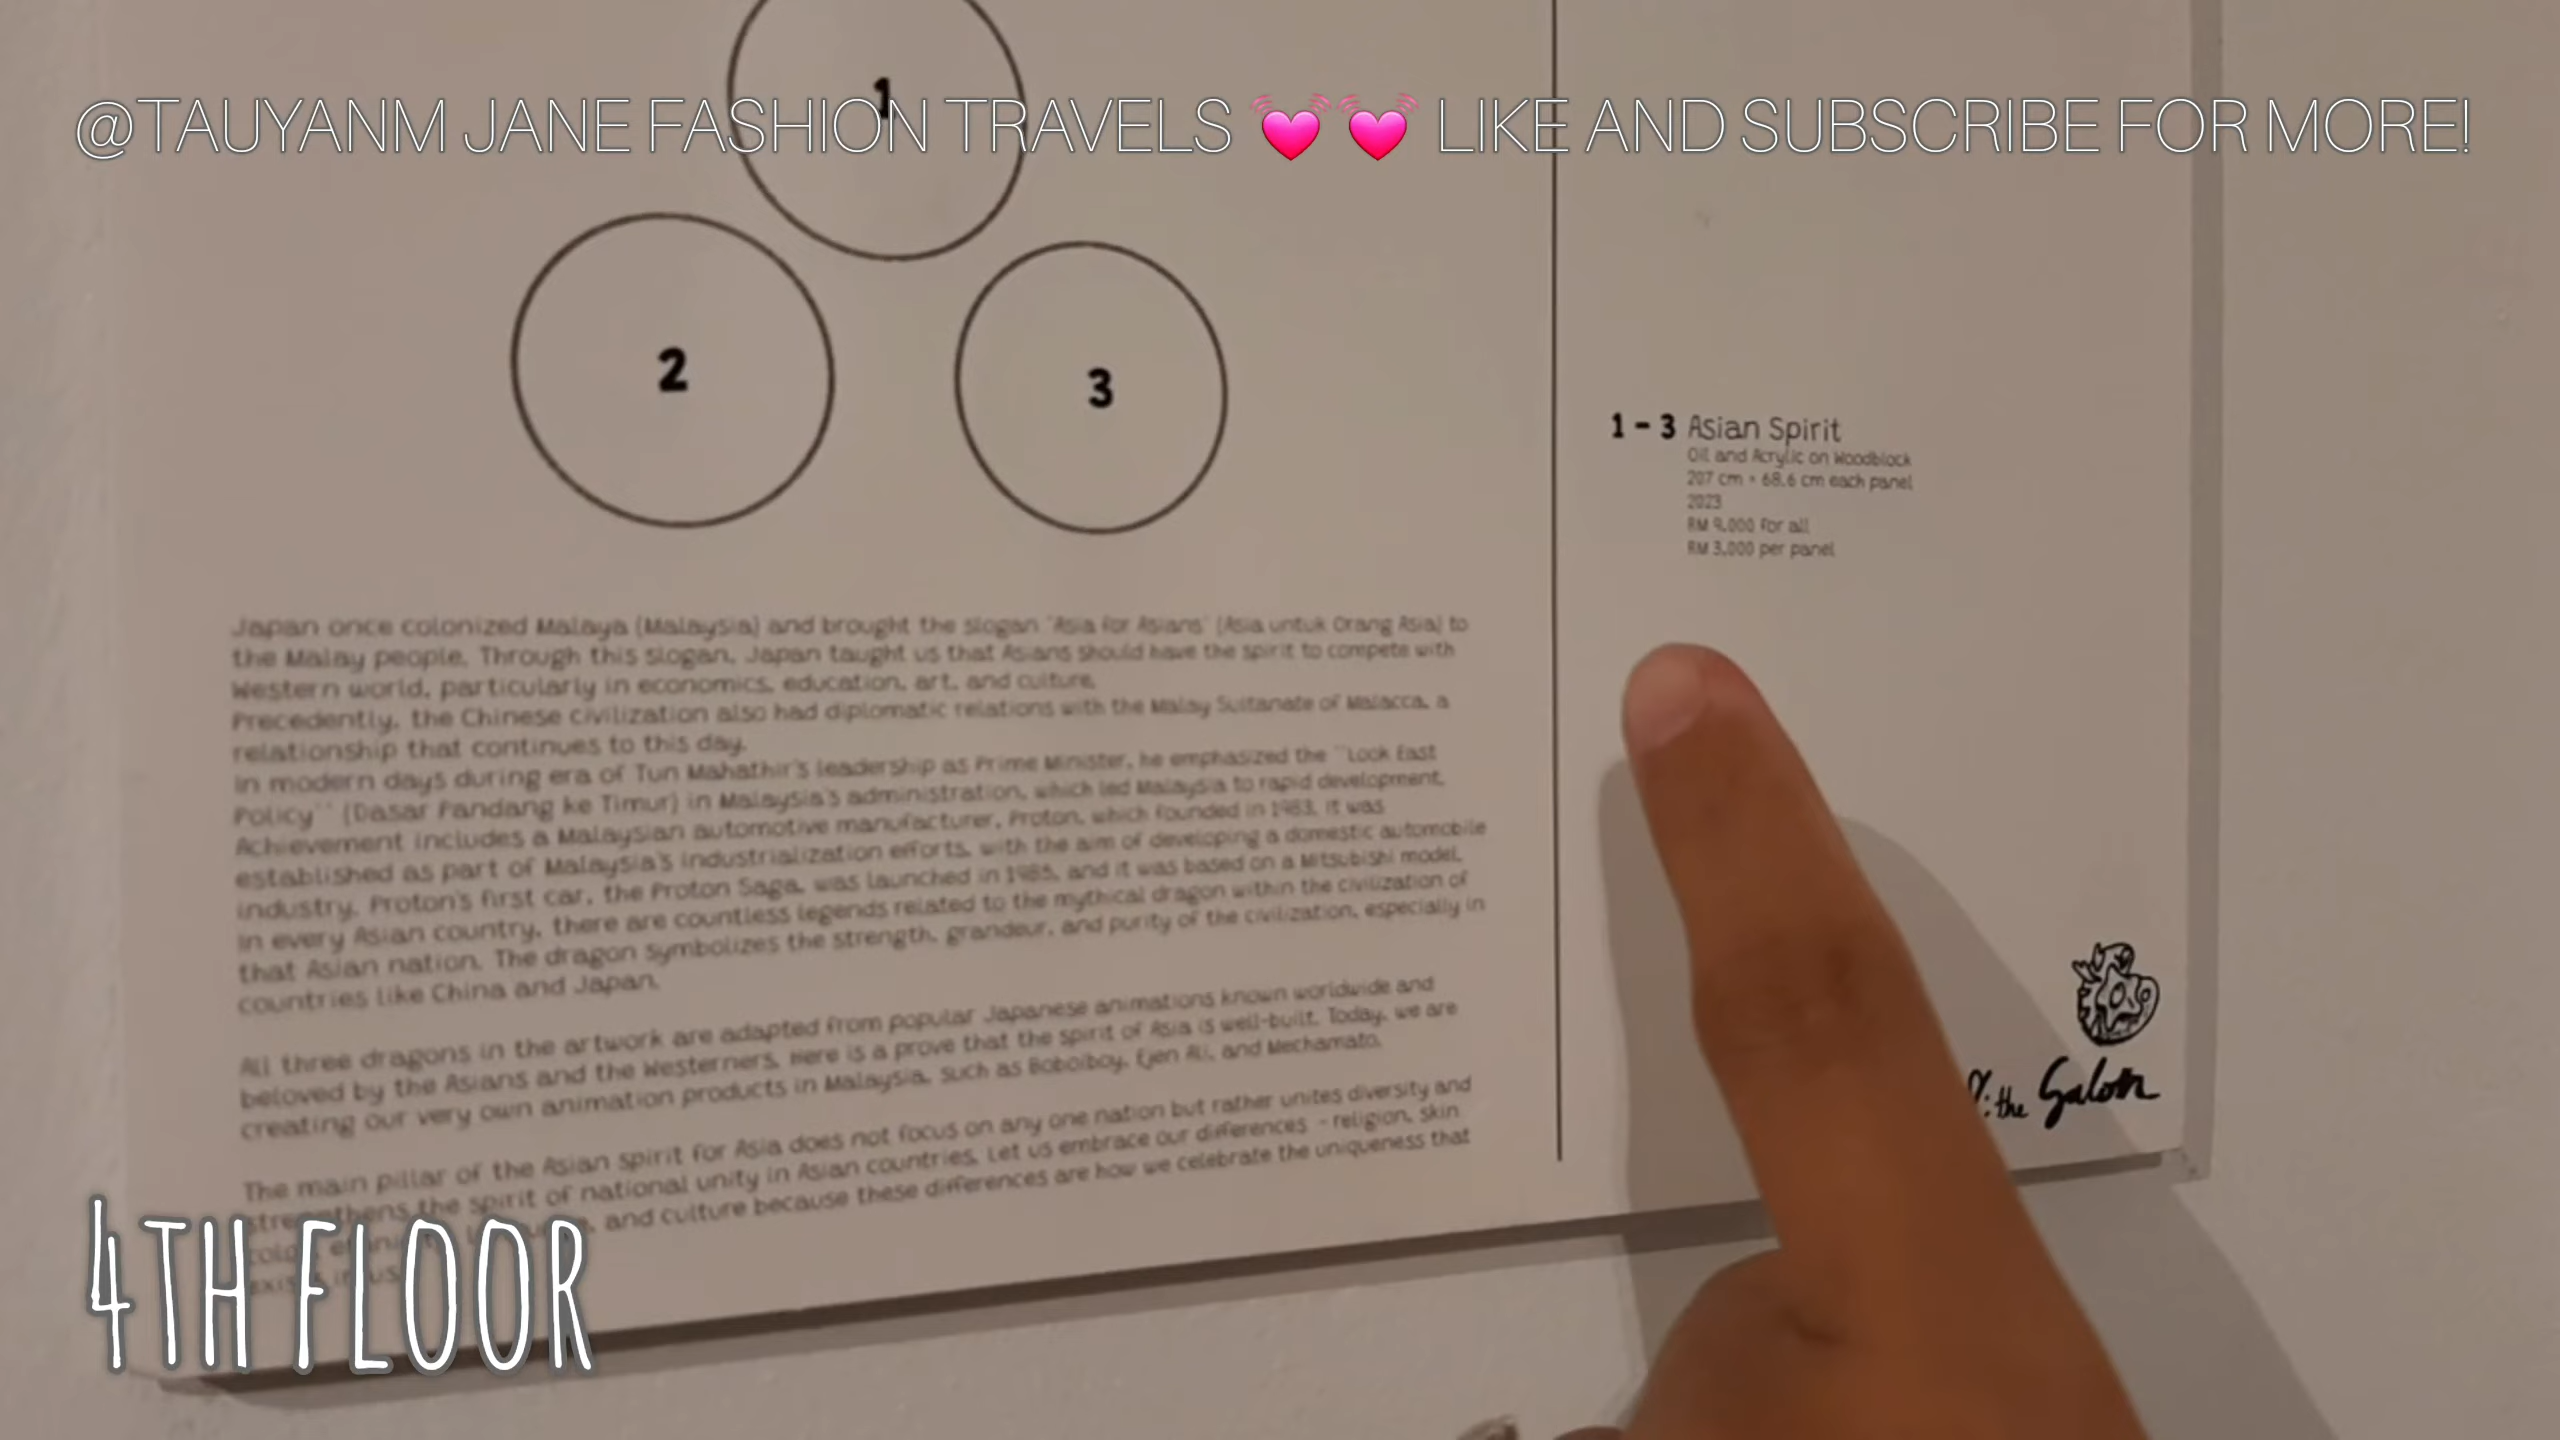 @TAUYANM JANE FASHION TRAVELS 💓💓 LIKE AND SUBSCRIBE FOR MORE!
1
2
3
1 - 3 Asian Spirit
Oil and Acrylic on Woodblock
207 cm × 68.6 cm each panel
2023
RM 9,000 for all
RM 3,000 per panel
Japan once colonized Malaya (Malaysia) and brought the slogan "Asia for Asians" (Asia untuk Orang Asia) to
the Malay people. Through this slogan, Japan taught us that Asians should have the spirit to compete with
Western world, particularly in economics, education, art, and culture.
Precedently, the Chinese civilization also had diplomatic relations with the Malay Sultanate of Malacca, a
relationship that continues to this day.
In modern days during era of Tun Mahathir's leadership as Prime Minister, he emphasized the "Look East
Policy" (Dasar Pandang ke Timur) in Malaysia's administration, which led Malaysia to rapid development.
Achievement includes a Malaysian automotive manufacturer, Proton, which founded in 1983. It was
established as part of Malaysia's industrialization efforts, with the aim of developing a domestic automobile
industry. Proton's first car, the Proton Saga, was launched in 1985, and it was based on a Mitsubishi model.
In every Asian country, there are countless legends related to the mythical dragon within the civilization of
that Asian nation. The dragon symbolizes the strength, grandeur, and purity of the civilization, especially in
countries like China and Japan.
All three dragons in the artwork are adapted from popular Japanese animations known worldwide and
beloved by the Asians and the Westerners. Here is a prove that the spirit of Asia is well-built. Today, we are
creating our very own animation products in Malaysia, such as Boboiboy, Ejen Ali, and Mechamato.
The main pillar of the Asian spirit for Asia does not focus on any one nation but rather unites diversity and
strengthens the spirit of national unity in Asian countries. Let us embrace our differences - religion, skin
and culture because these differences are how we celebrate the uniqueness that
in us
the Galom
4TH FLOOR